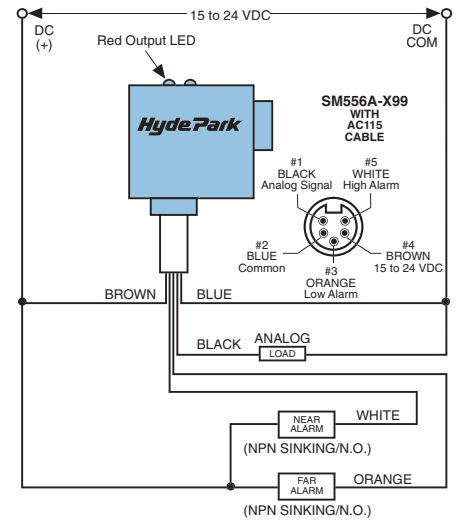 15 to 24 VDC
DC
(+)
DC
COM
Red Output LED
Hyde Park
SM556A-X99
WITH
AC115
CABLE
#1
BLACK
Analog Signal
#5
WHITE
High Alarm
#2
BLUE
Common
#3
ORANGE
Low Alarm
#4
BROWN
15 to 24 VDC
BROWN
BLUE
BLACK
ANALOG
LOAD
NEAR
ALARM
WHITE
(NPN SINKING/N.O.)
FAR
ALARM
ORANGE
(NPN SINKING/N.O.)